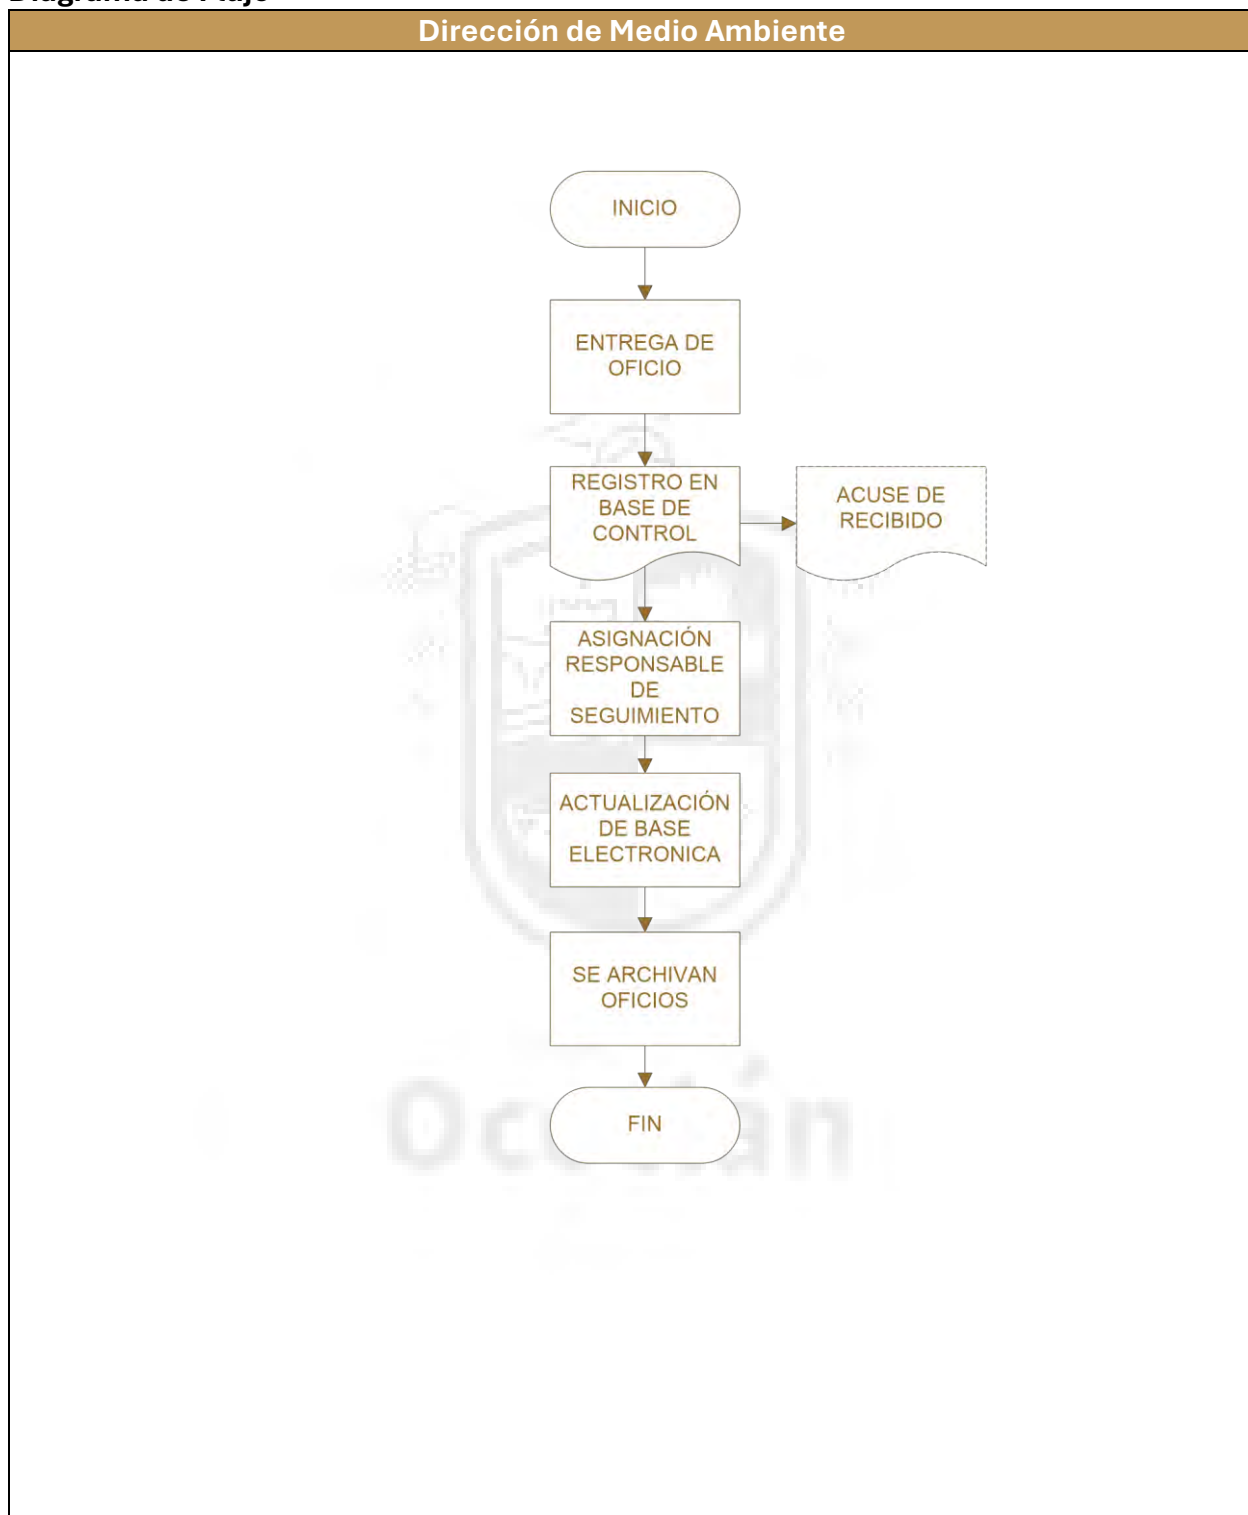 Diagrama de Flujo
Dirección de Medio Ambiente
INICIO
ENTREGA DE
OFICIO
REGISTRO EN
BASE DE
CONTROL
ACUSE DE
RECIBIDO
ASIGNACIÓN
RESPONSABLE
DE
SEGUIMIENTO
ACTUALIZACIÓN
DE BASE
ELECTRONICA
SE ARCHIVAN
OFICIOS
FIN